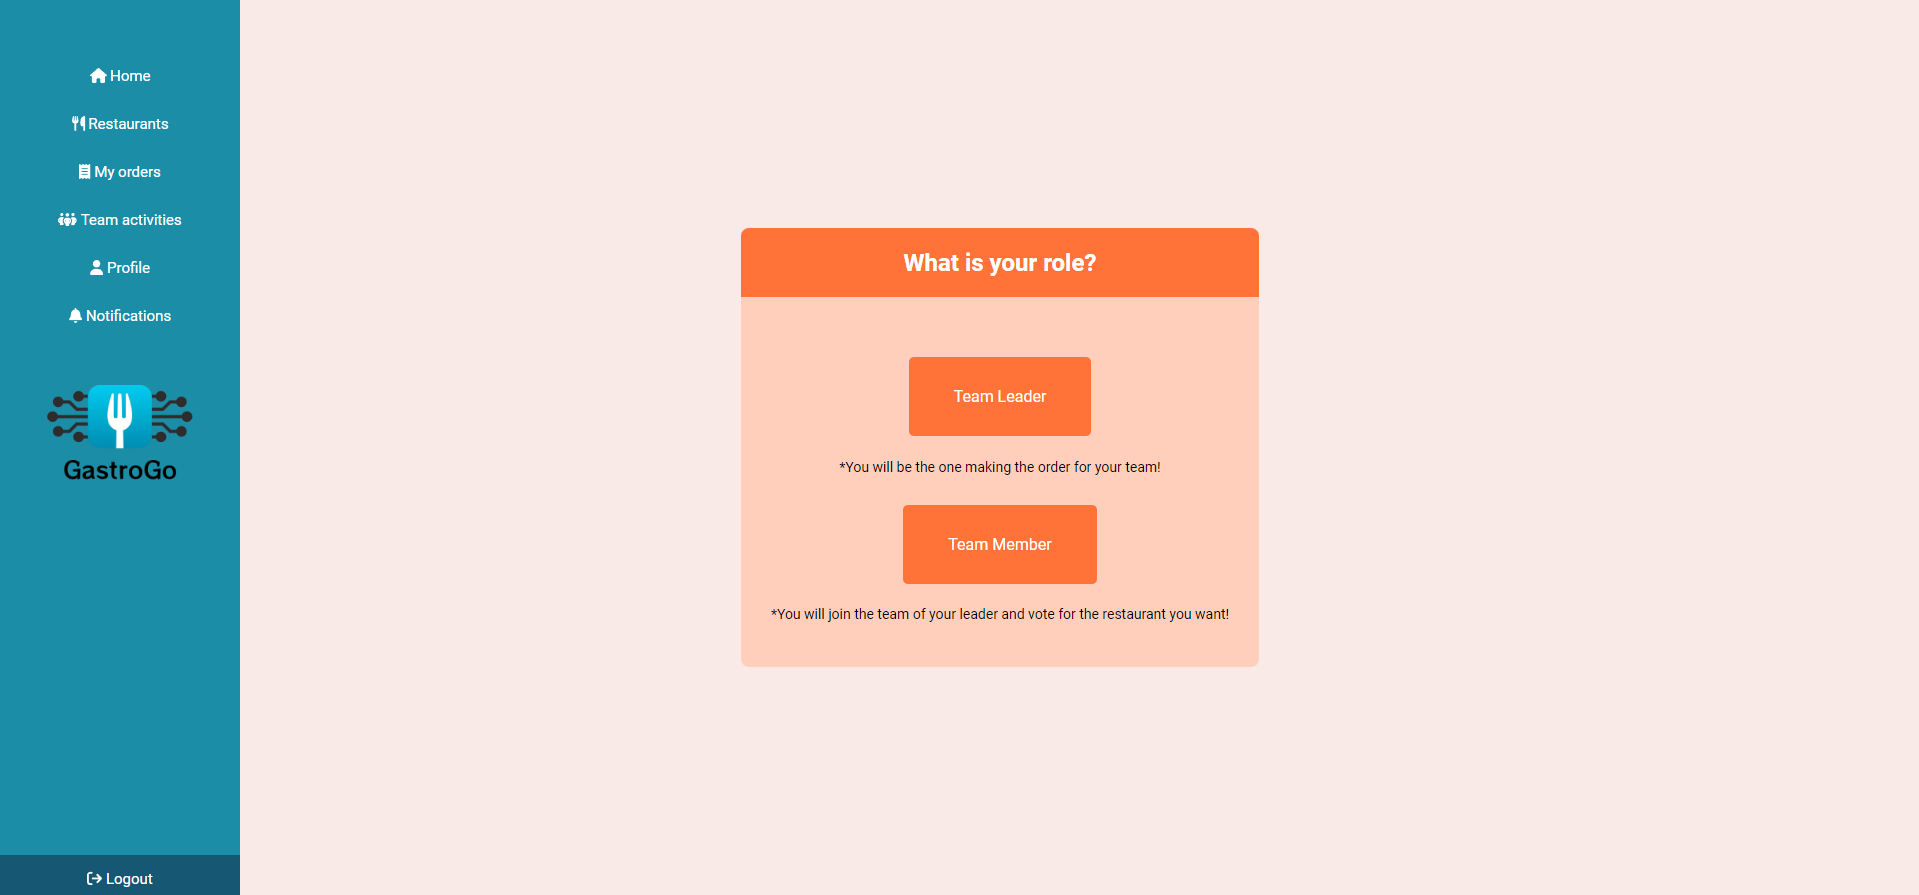 Home
Restaurants
My orders
Team activities
Profile
Notifications
GastroGo
Logout
What is your role?
Team Leader
*You will be the one making the order for your team!
Team Member
*You will join the team of your leader and vote for the restaurant you want!